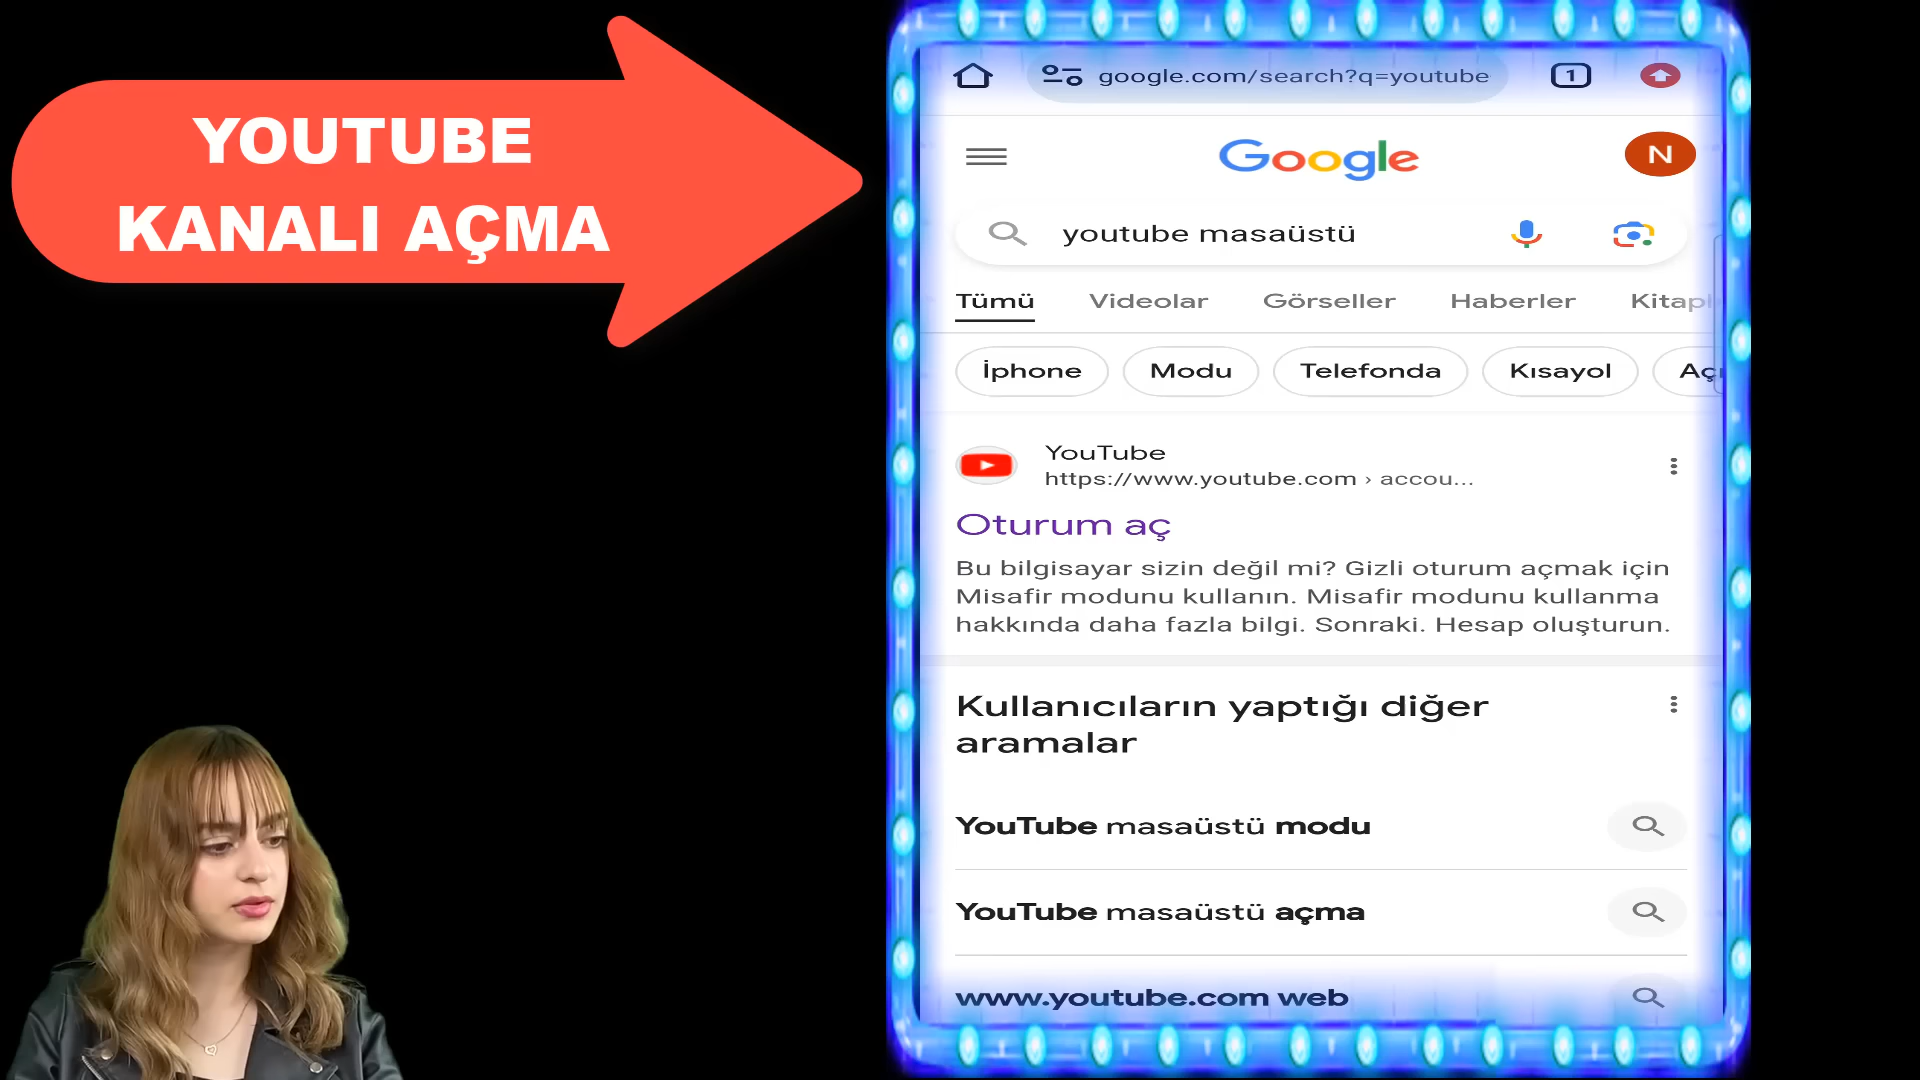 YOUTUBE
KANALI AÇMA
google.com/search?q=youtube
1
Google
N
youtube masaüstü
Tümü Videolar Görseller Haberler
İphone Modu Telefonda Kısayol
YouTube
https://www.youtube.com › accou...
Oturum aç
Bu bilgisayar sizin değil mi? Gizli oturum açmak için
Misafir modunu kullanın. Misafir modunu kullanma
hakkında daha fazla bilgi. Sonraki. Hesap oluşturun.
Kullanıcıların yaptığı diğer
aramalar
YouTube masaüstü modu
YouTube masaüstü açma
www.youtube.com web